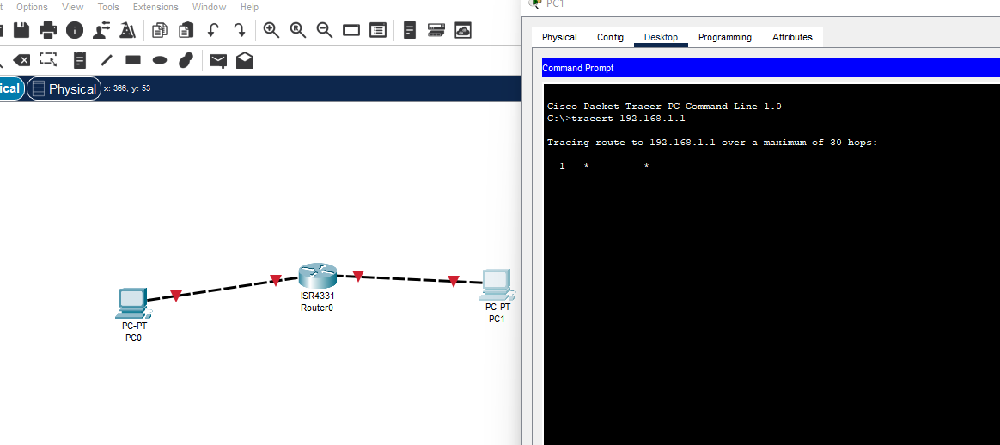 t Options View Tools Extensions Window Help
ical Physical x: 366, y: 53
ISR4331
Router0
PC-PT
PC0
PC-PT
PC1
PC1
Physical Config Desktop Programming Attributes
Command Prompt
Cisco Packet Tracer PC Command Line 1.0
C:\>tracert 192.168.1.1
Tracing route to 192.168.1.1 over a maximum of 30 hops:
1 * *